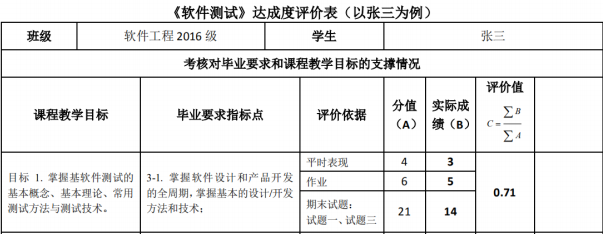 《软件测试》达成度评价表（以张三为例）
班级 软件工程 2016 级 学生 张三
考核对毕业要求和课程教学目标的支撑情况
课程教学目标 毕业要求指标点 评价依据 分值（A） 实际成绩（B） 评价值 C=∑B/∑A
目标 1. 掌握基软件测试的
基本概念、基本理论、常用
测试方法与测试技术。
3-1. 掌握软件设计和产品开发
的全周期，掌握基本的设计/开发
方法和技术；
平时表现 4 3
作业 6 5
期末试题：
试题一、试题三
21 14
0.71